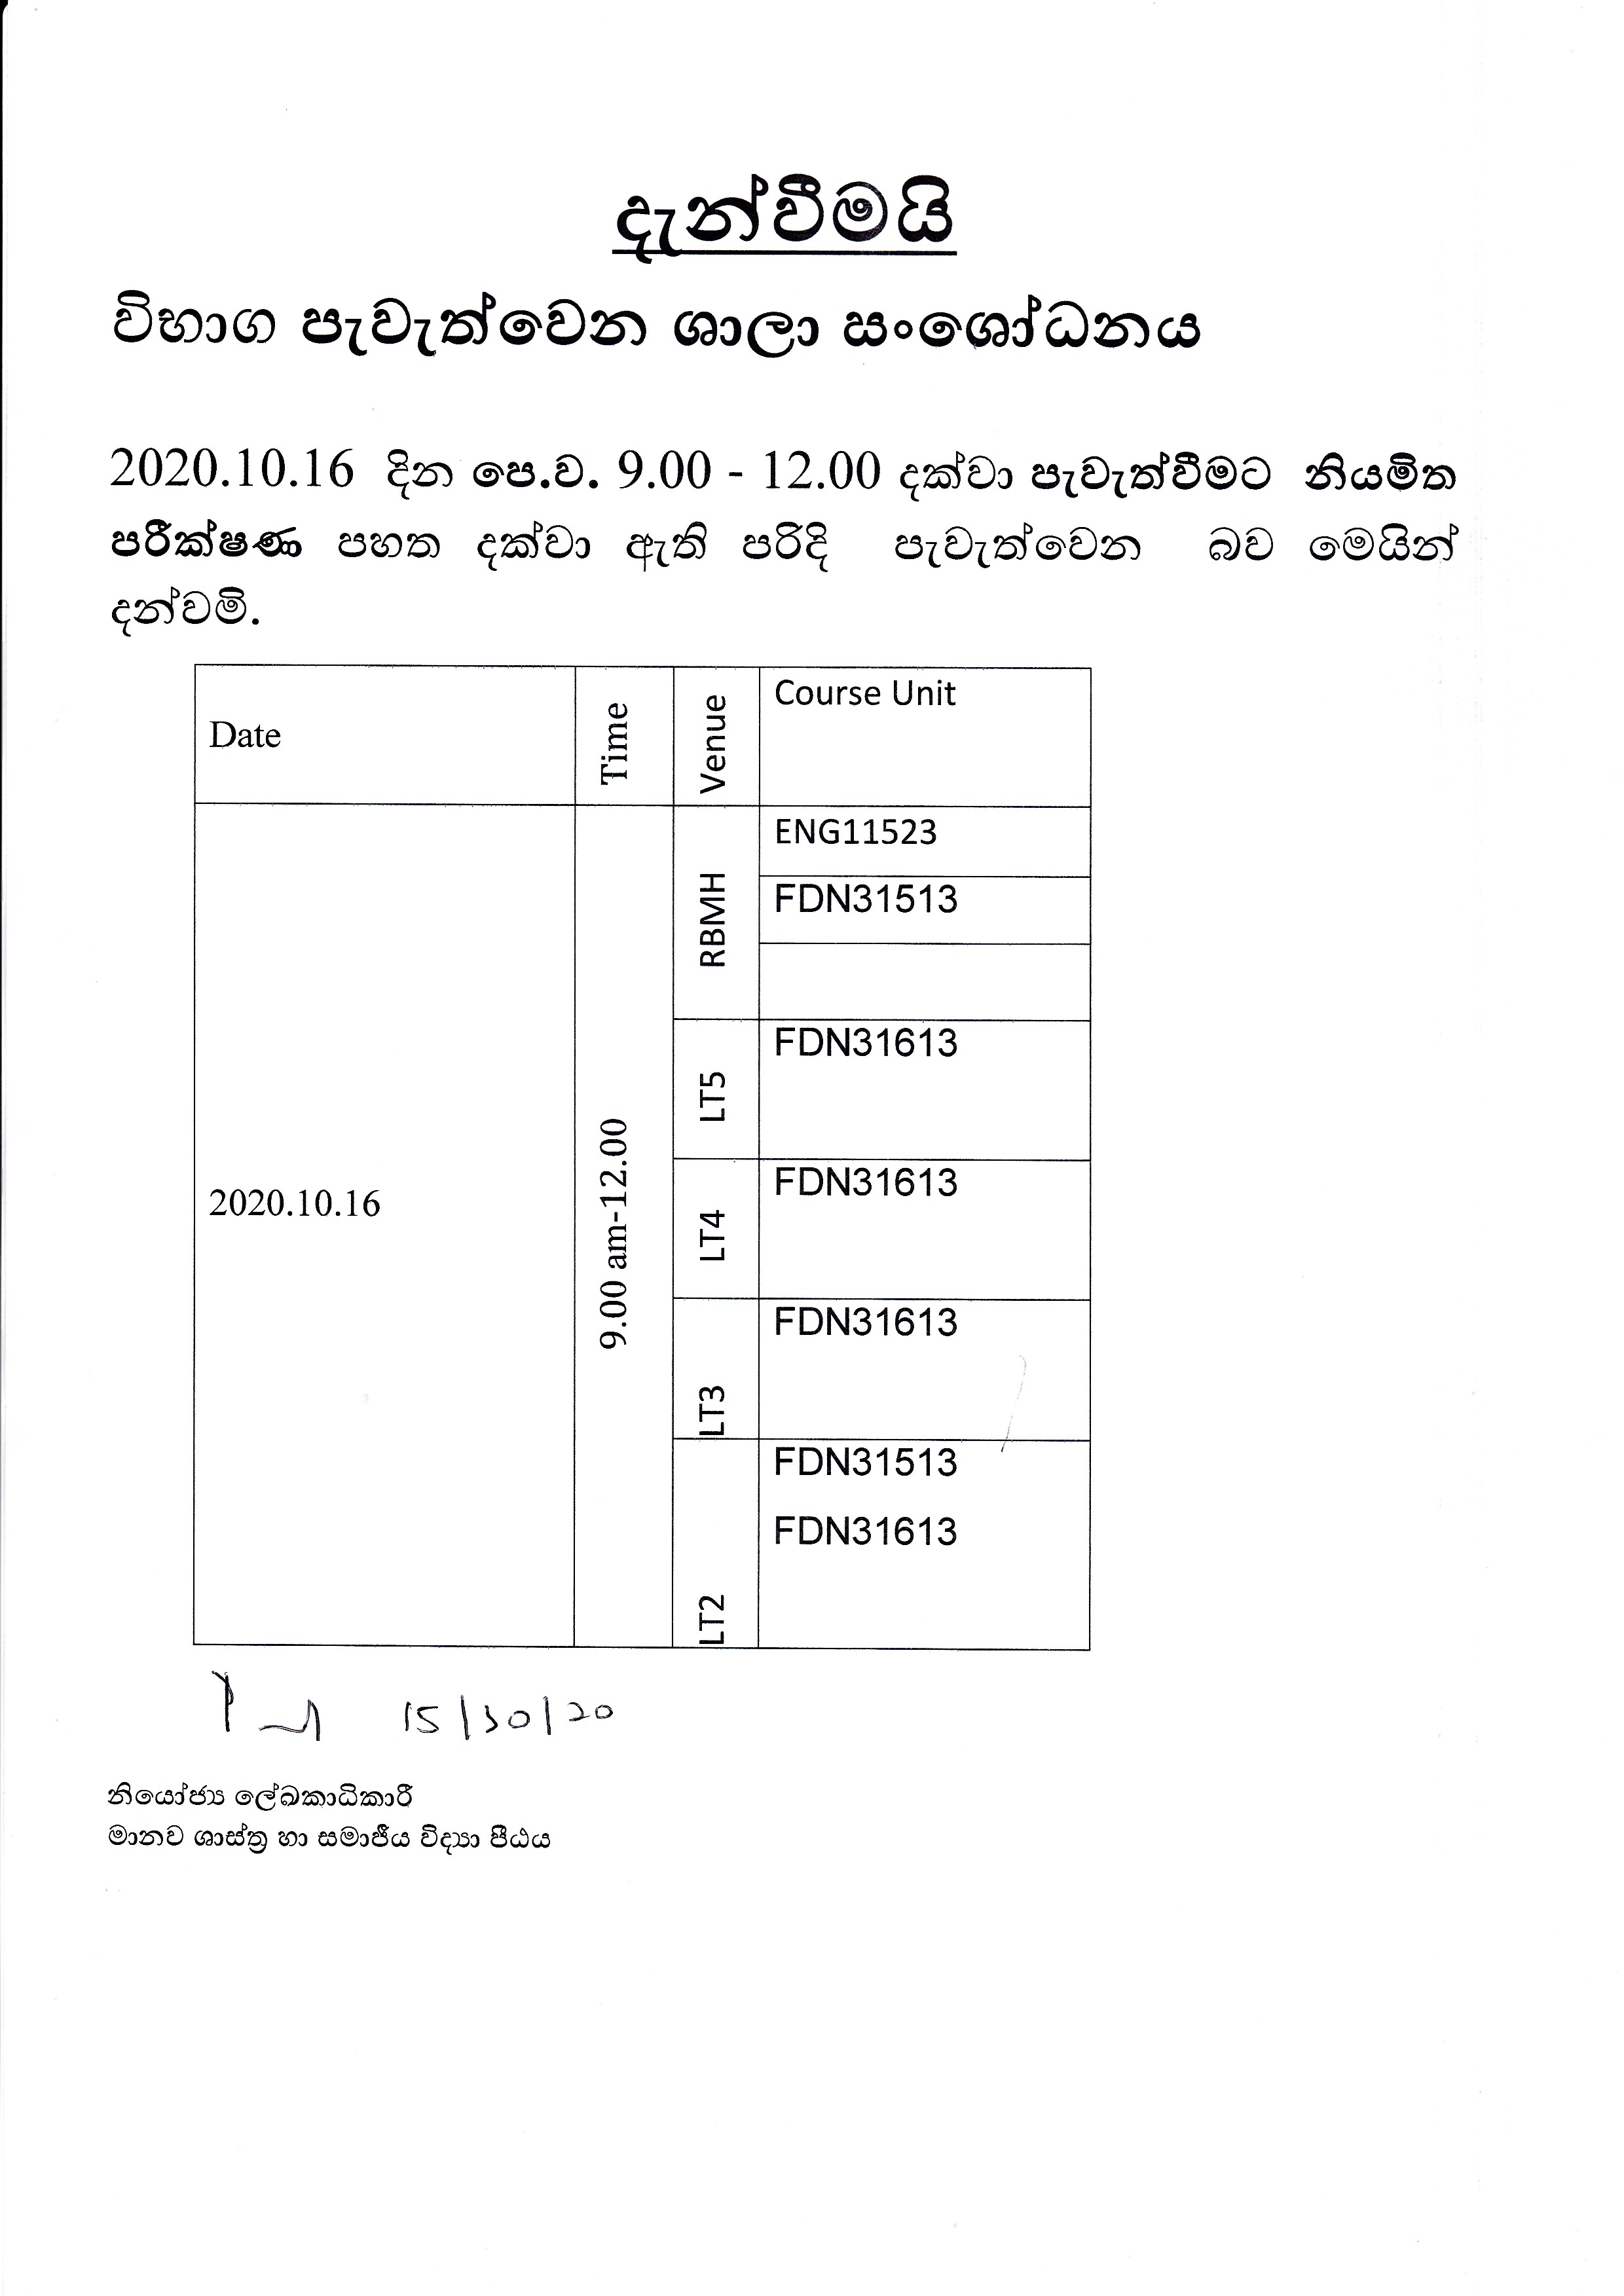 දැන්වීමයි
විභාග පැවැත්වෙන ශාලා සංශෝධනය
2020.10.16 දින පෙ.ව. 9.00 - 12.00 දක්වා පැවැත්වීමට නියමිත
පරීක්ෂණ පහත දක්වා ඇති පරිදි පැවැත්වෙන බව මෙයින්
දන්වමි.
Date Time Venue Course Unit
2020.10.16 9.00 am-12.00 RBMH ENG11523
FDN31513
LT5 FDN31613
LT4 FDN31613
LT3 FDN31613
LT2 FDN31513
FDN31613
15/10/20
නියෝජ්‍ය ලේඛකාධිකාරී
මානව ශාස්ත්‍ර හා සමාජීය විද්‍යා පීඨය